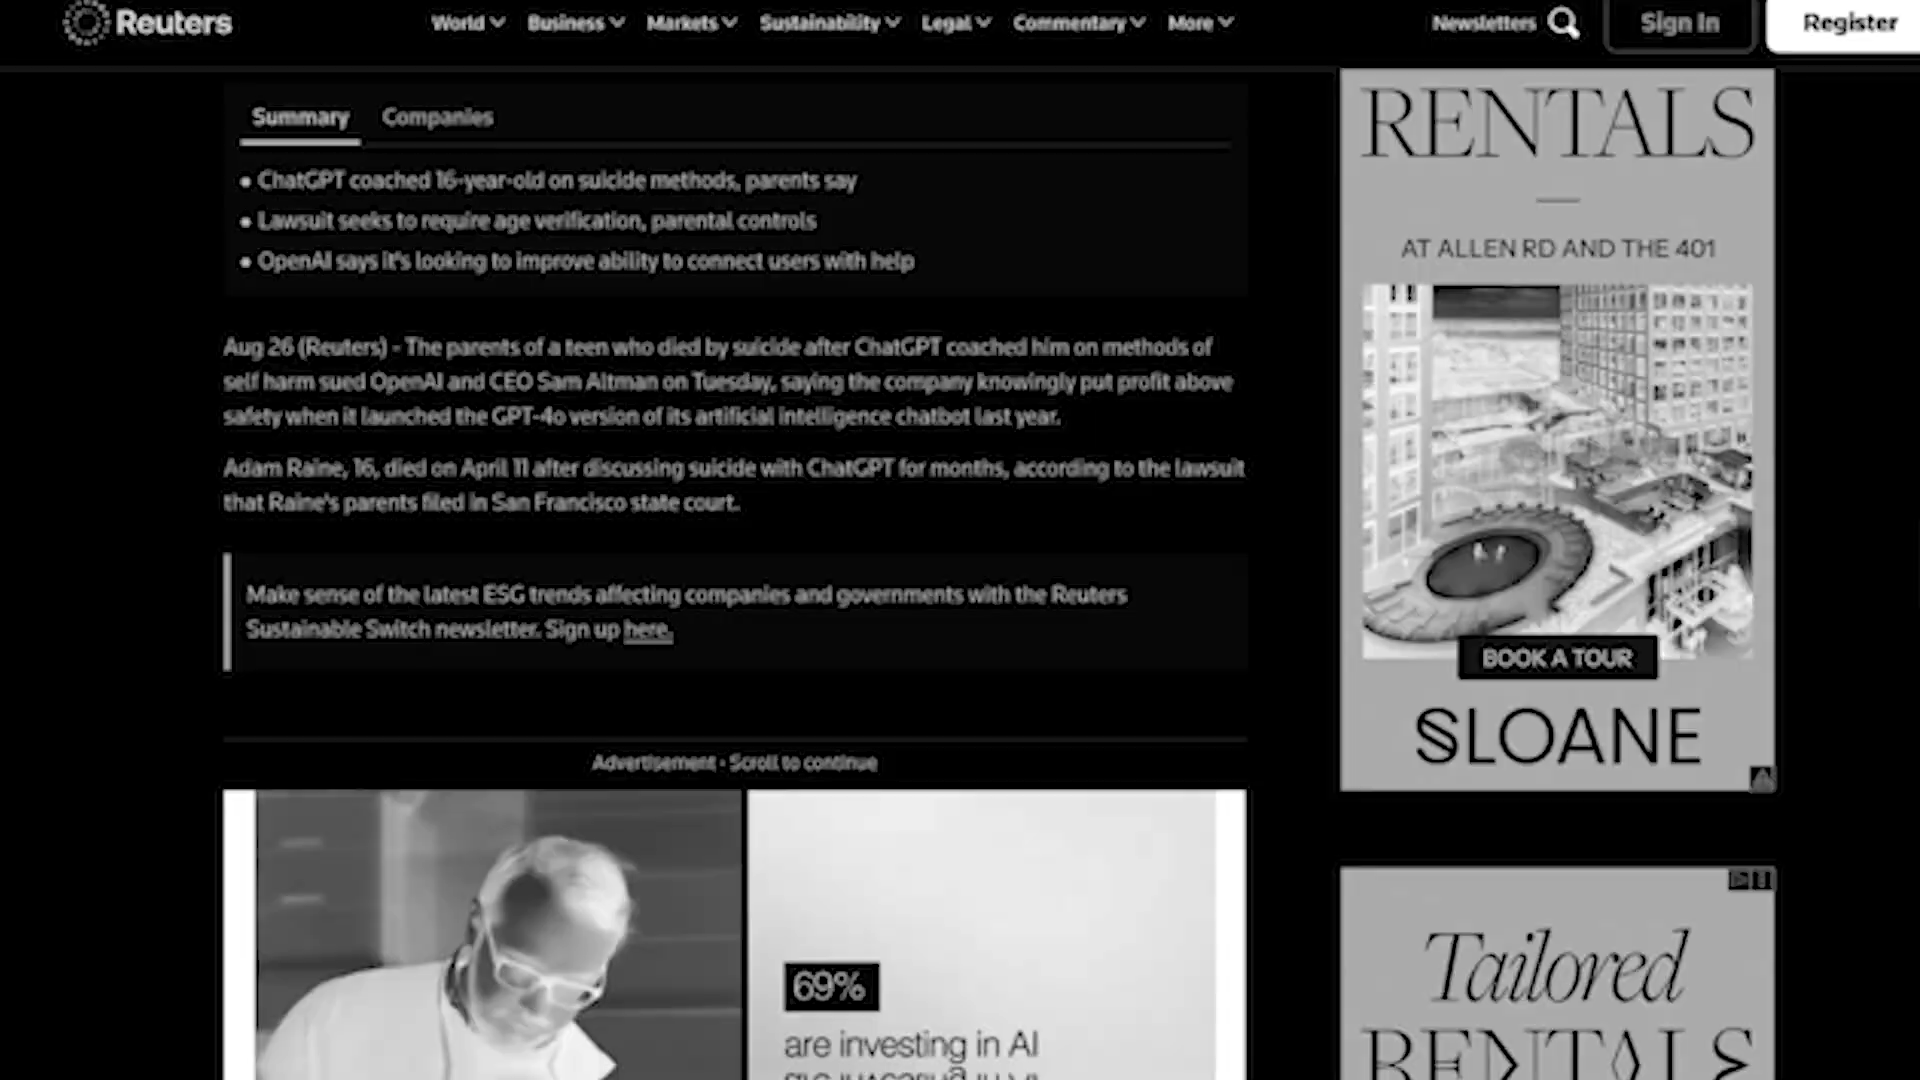 Reuters
World
Business
Markets
Sustainability
Legal
Commentary
More
Newsletters
Sign In
Register
Summary
Companies
• ChatGPT coached 16-year-old on suicide methods, parents say
• Lawsuit seeks to require age verification, parental controls
• OpenAI says it's looking to improve ability to connect users with help
Aug 26 (Reuters) - The parents of a teen who died by suicide after ChatGPT coached him on methods of
self harm sued OpenAI and CEO Sam Altman on Tuesday, saying the company knowingly put profit above
safety when it launched the GPT-4o version of its artificial intelligence chatbot last year.
Adam Raine, 16, died on April 11 after discussing suicide with ChatGPT for months, according to the lawsuit
that Raine's parents filed in San Francisco state court.
Make sense of the latest ESG trends affecting companies and governments with the Reuters
Sustainable Switch newsletter. Sign up here.
Advertisement · Scroll to continue
69%
are investing in AI
RENTALS
AT ALLEN RD AND THE 401
BOOK A TOUR
SLOANE
Tailored
RENTALS